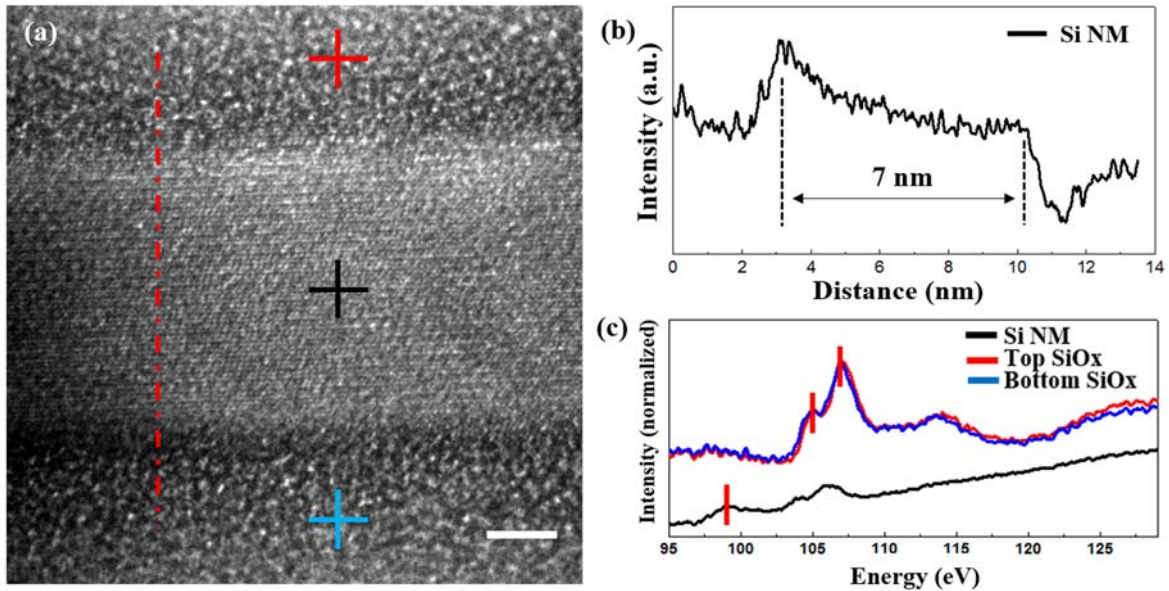 (a)
(b)
Si NM
Intensity (a.u.)
7 nm
0 2 4 6 8 10 12 14
Distance (nm)
(c)
Si NM
Top SiOx
Bottom SiOx
Intensity (normalized)
95 100 105 110 115 120 125
Energy (eV)